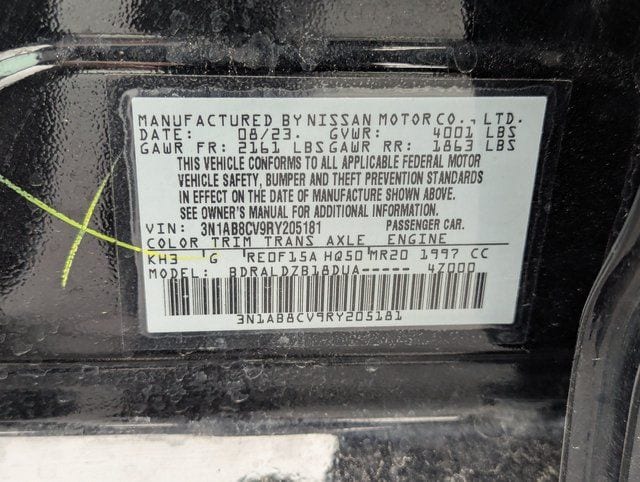 MANUFACTURED BY NISSAN MOTOR CO., LTD.
DATE: 08/23. GVWR: 4001 LBS
GAWR FR: 2161 LBS GAWR RR: 1863 LBS
THIS VEHICLE CONFORMS TO ALL APPLICABLE FEDERAL MOTOR
VEHICLE SAFETY, BUMPER AND THEFT PREVENTION STANDARDS
IN EFFECT ON THE DATE OF MANUFACTURE SHOWN ABOVE.
SEE OWNER'S MANUAL FOR ADDITIONAL INFORMATION.
VIN: 3N1AB8CV9RY205181 PASSENGER CAR.
COLOR TRIM TRANS AXLE ENGINE
KH3 G RE0F15A HQ50 MR20 1997 CC
MODEL: BDRALDZB18DUA----- 4Z000
3N1AB8CV9RY205181